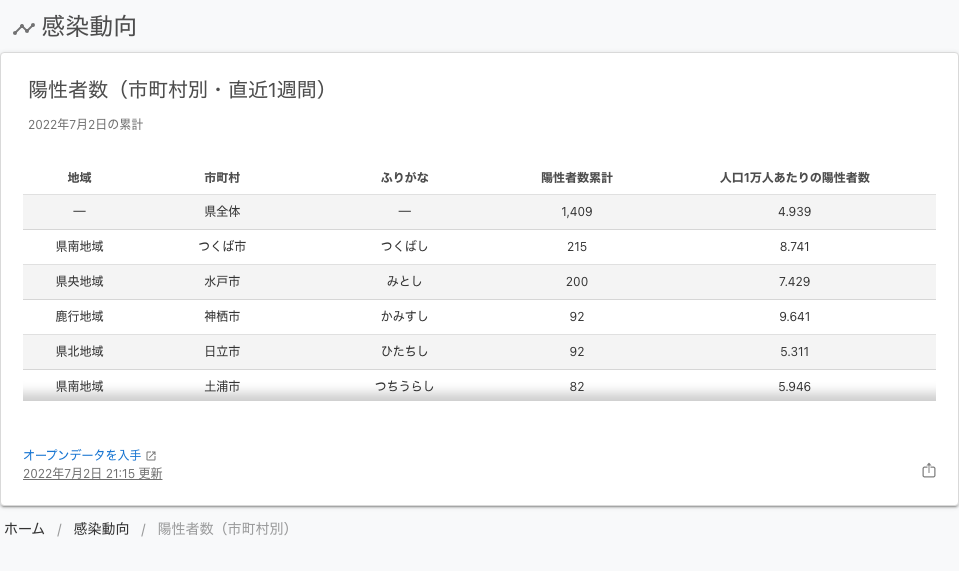 感染動向
陽性者数（市町村別・直近1週間）
2022年7月2日の累計
地域 市町村 ふりがな 陽性者数累計 人口1万人あたりの陽性者数
— 県全体 — 1,409 4.939
県南地域 つくば市 つくばし 215 8.741
県央地域 水戸市 みとし 200 7.429
鹿行地域 神栖市 かみすし 92 9.641
県北地域 日立市 ひたちし 92 5.311
県南地域 土浦市 つちうらし 82 5.946
オープンデータを入手
2022年7月2日 21:15 更新
ホーム / 感染動向 / 陽性者数（市町村別）